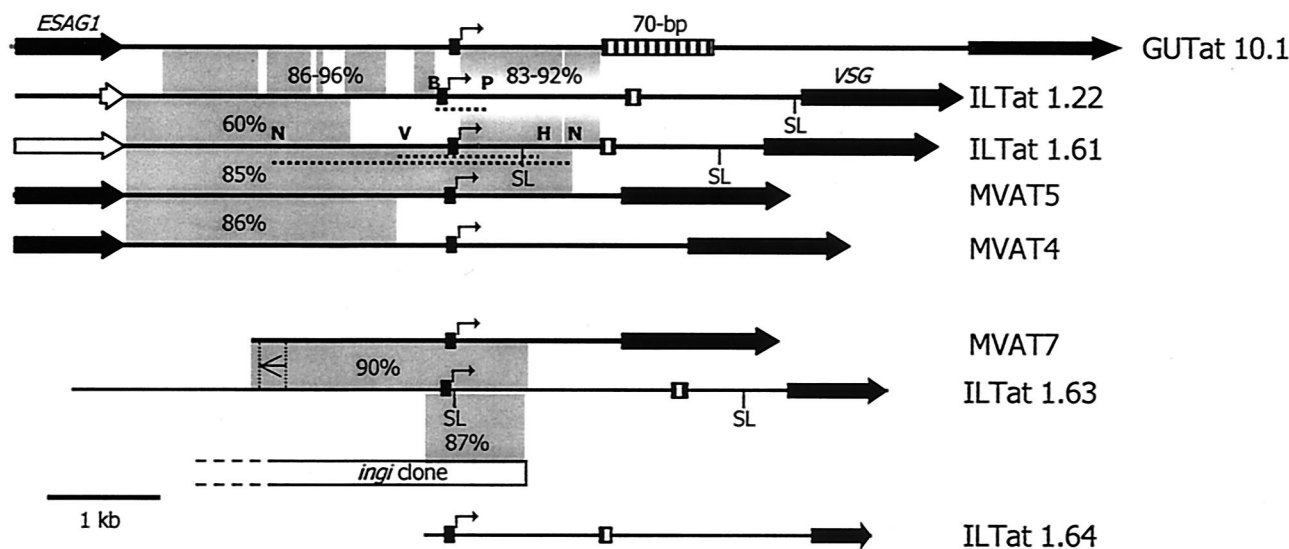 ESAG1
70-bp
GUTat 10.1
86-96%
B
P
83-92%
VSG
ILTat 1.22
SL
60%
N
V
H
N
ILTat 1.61
SL
SL
85%
MVAT5
86%
MVAT4
MVAT7
90%
ILTat 1.63
SL
SL
87%
ingi clone
1 kb
ILTat 1.64